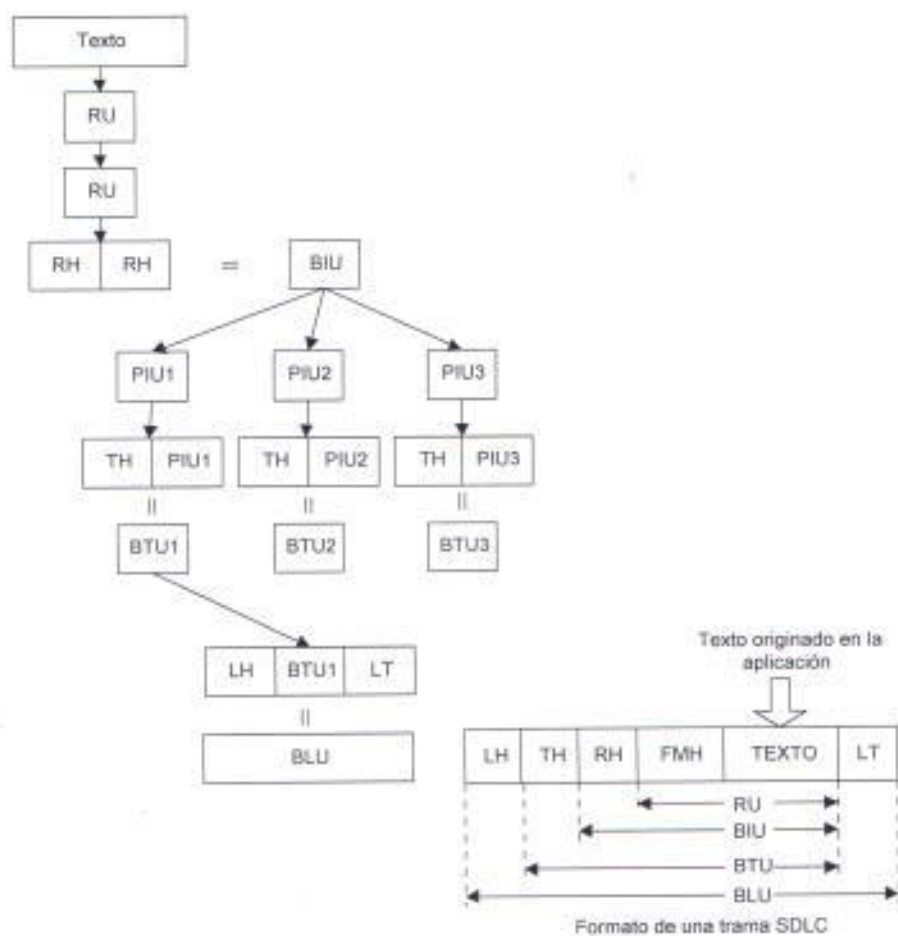 Texto
RU
RU
RH RH = BIU
PIU1 PIU2 PIU3
TH PIU1 TH PIU2 TH PIU3
= = =
BTU1 BTU2 BTU3
LH BTU1 LT
=
BLU
Texto originado en la
aplicación
LH TH RH FMH TEXTO LT
RU
BIU
BTU
BLU
Formato de una trama SDLC